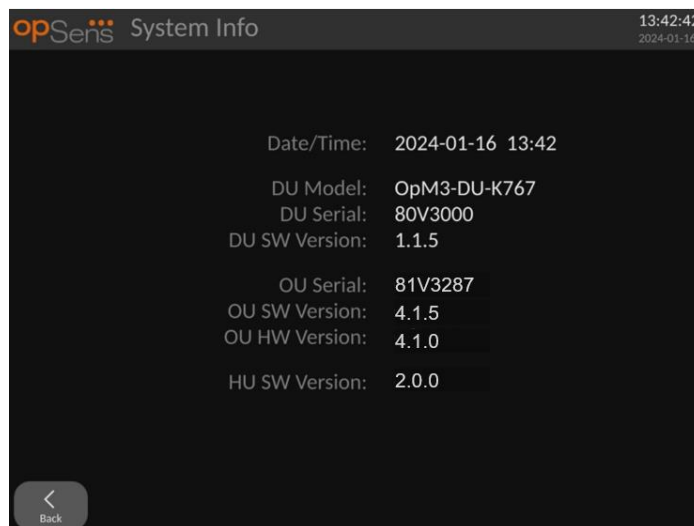 opSens System Info
13:42:42
2024-01-16
Date/Time: 2024-01-16 13:42
DU Model: OpM3-DU-K767
DU Serial: 80V3000
DU SW Version: 1.1.5
OU Serial: 81V3287
OU SW Version: 4.1.5
OU HW Version: 4.1.0
HU SW Version: 2.0.0
Back